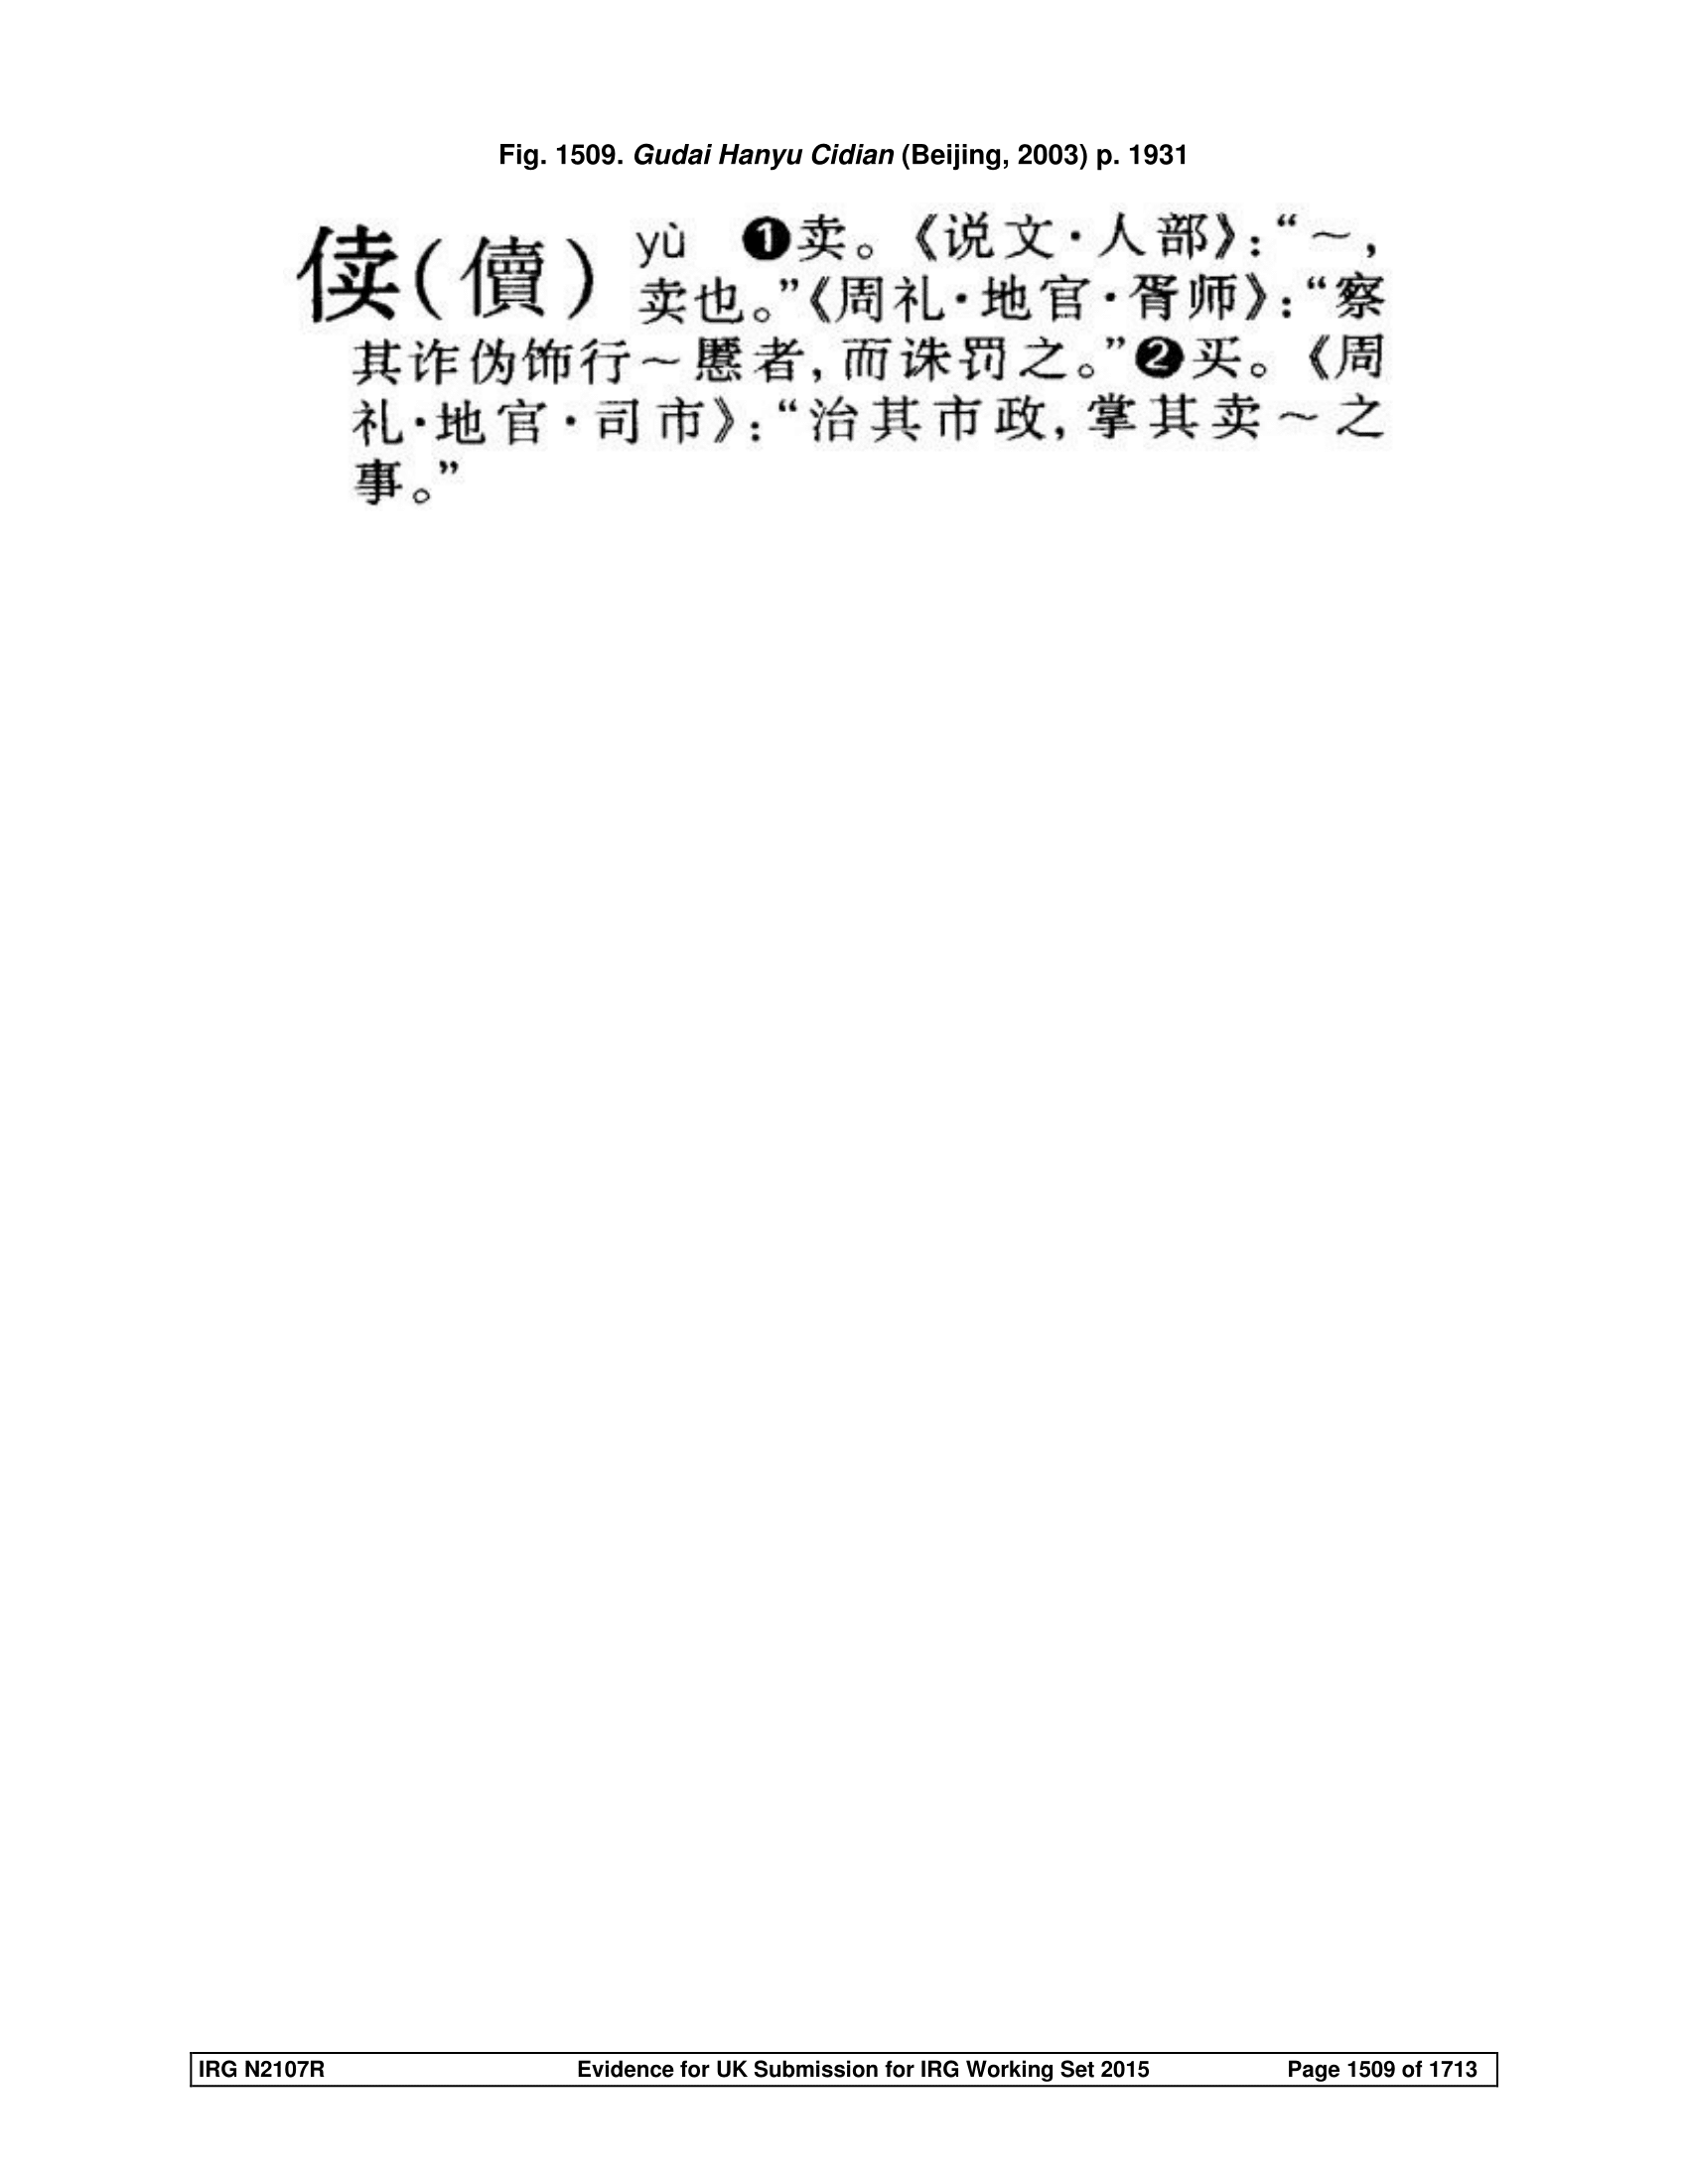 Fig. 1509. Gudai Hanyu Cidian (Beijing, 2003) p. 1931
𰂋(儥) yù ❶卖。《说文·人部》:“～,
卖也。”《周礼·地官·胥师》:“察
其诈伪饰行～慝者,而诛罚之。”❷买。《周
礼·地官·司市》:“治其市政,掌其卖～之
事。”
IRG N2107R Evidence for UK Submission for IRG Working Set 2015 Page 1509 of 1713